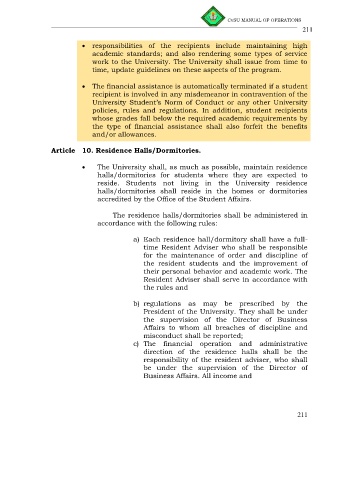 CvSU MANUAL OF OPERATIONS
211
• responsibilities of the recipients include maintaining high
academic standards; and also rendering some types of service
work to the University. The University shall issue from time to
time, update guidelines on these aspects of the program.
• The financial assistance is automatically terminated if a student
recipient is involved in any misdemeanor in contravention of the
University Student's Norm of Conduct or any other University
policies, rules and regulations. In addition, student recipients
whose grades fall below the required academic requirements by
the type of financial assistance shall also forfeit the benefits
and/or allowances.
Article 10. Residence Halls/Dormitories.
• The University shall, as much as possible, maintain residence
halls/dormitories for students where they are expected to
reside. Students not living in the University residence
halls/dormitories shall reside in the homes or dormitories
accredited by the Office of the Student Affairs.
The residence halls/dormitories shall be administered in
accordance with the following rules:
a) Each residence hall/dormitory shall have a full-
time Resident Adviser who shall be responsible
for the maintenance of order and discipline of
the resident students and the improvement of
their personal behavior and academic work. The
Resident Adviser shall serve in accordance with
the rules and
b) regulations as may be prescribed by the
President of the University. They shall be under
the supervision of the Director of Business
Affairs to whom all breaches of discipline and
misconduct shall be reported;
c) The financial operation and administrative
direction of the residence halls shall be the
responsibility of the resident adviser, who shall
be under the supervision of the Director of
Business Affairs. All income and
211